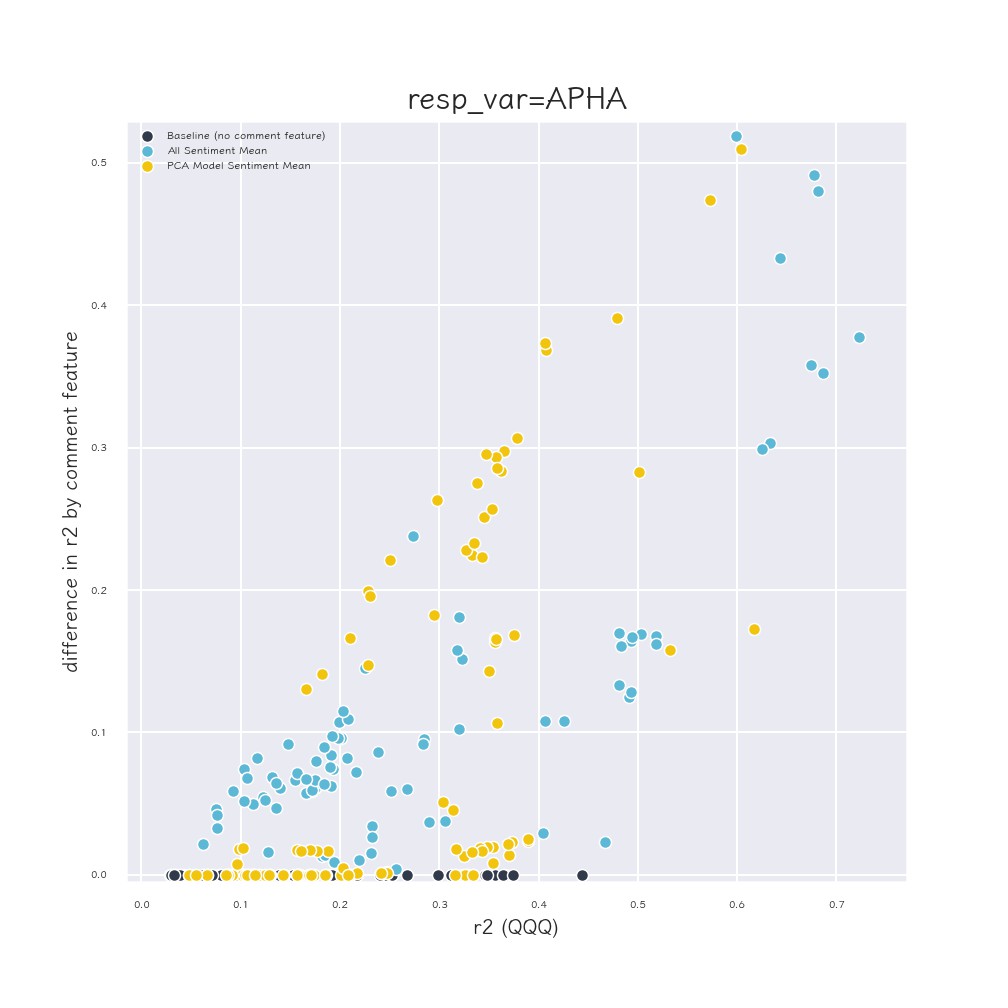 resp_var=APHA
Baseline (no comment feature)
All Sentiment Mean
PCA Model Sentiment Mean
difference in r2 by comment feature
0.5
0.4
0.3
0.2
0.1
0.0
0.0 0.1 0.2 0.3 0.4 0.5 0.6 0.7
r2 (QQQ)